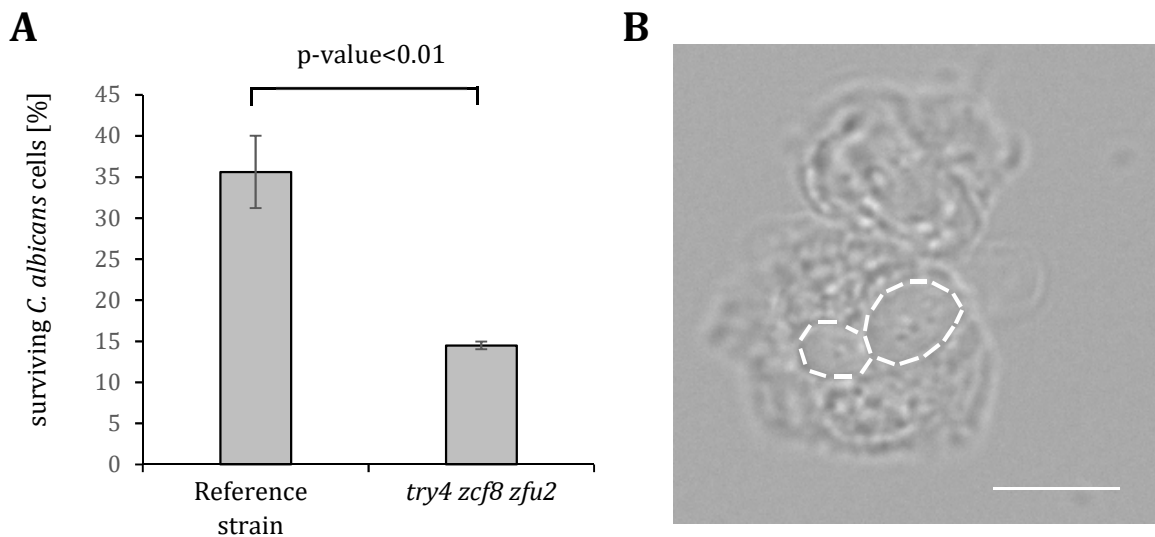 A
B
p-value<0.01
surviving C. albicans cells [%]
45
40
35
30
25
20
15
10
5
0
Reference
strain
try4 zcf8 zfu2